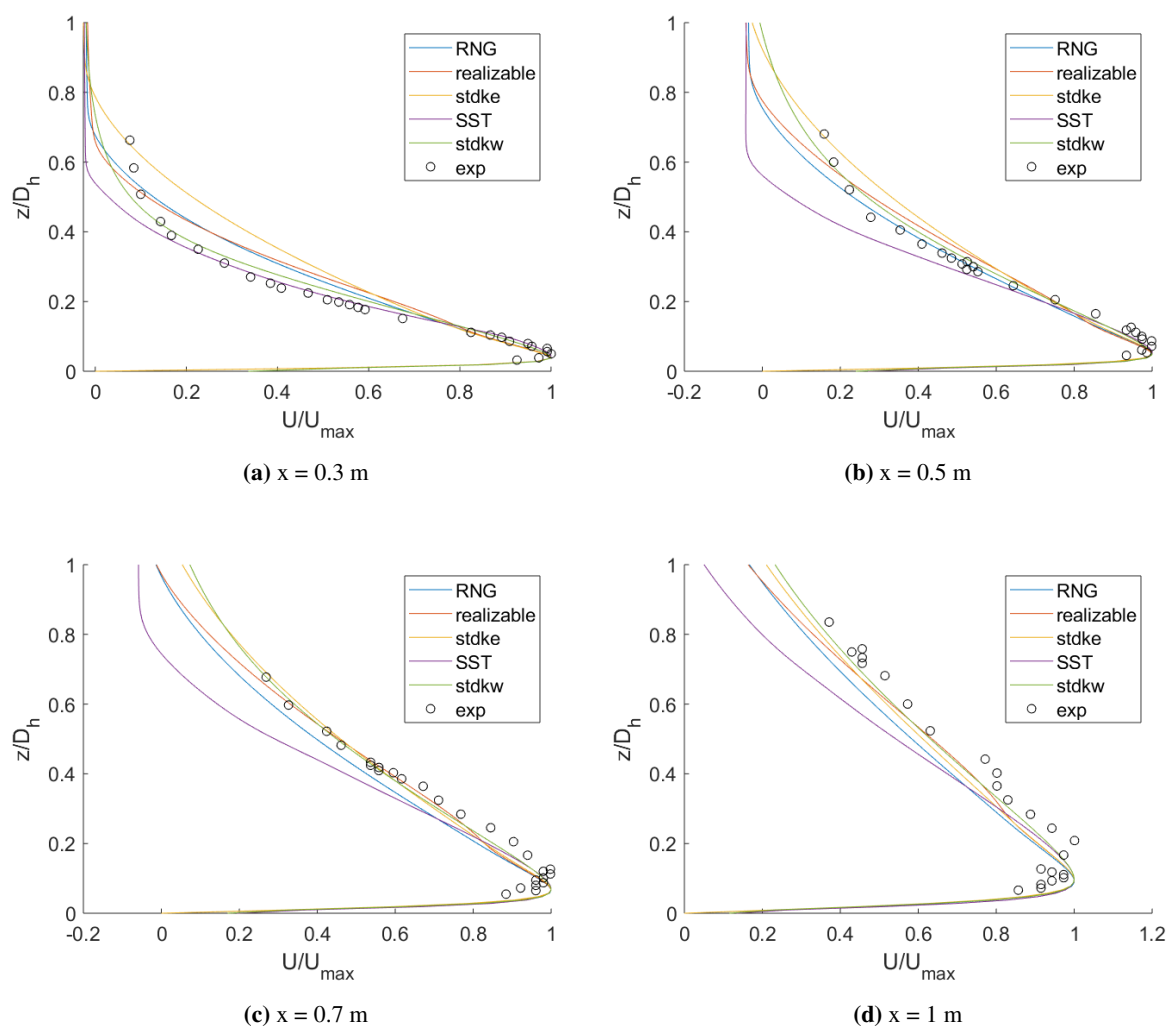 1
0.8
0.6
0.4
0.2
0
z/D_h
0 0.2 0.4 0.6 0.8 1
U/U_max
RNG
realizable
stdke
SST
stdkw
exp
(a) x = 0.3 m
1
0.8
0.6
0.4
0.2
0
z/D_h
-0.2 0 0.2 0.4 0.6 0.8 1
U/U_max
RNG
realizable
stdke
SST
stdkw
exp
(b) x = 0.5 m
1
0.8
0.6
0.4
0.2
0
z/D_h
-0.2 0 0.2 0.4 0.6 0.8 1
U/U_max
RNG
realizable
stdke
SST
stdkw
exp
(c) x = 0.7 m
1
0.8
0.6
0.4
0.2
0
z/D_h
0 0.2 0.4 0.6 0.8 1 1.2
U/U_max
RNG
realizable
stdke
SST
stdkw
exp
(d) x = 1 m